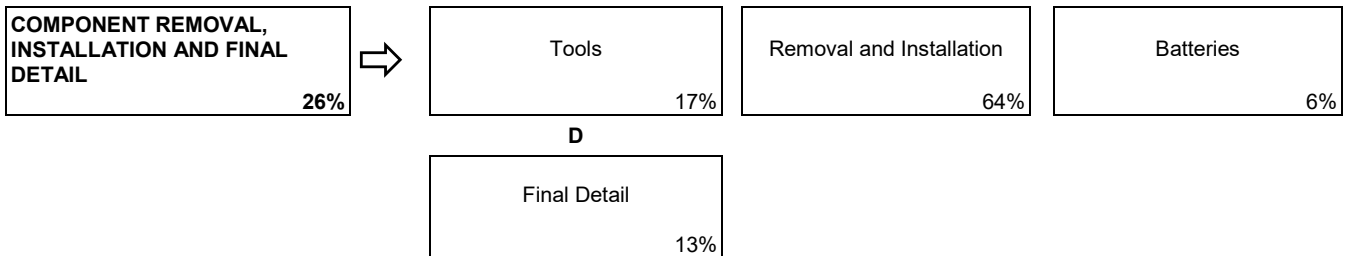 COMPONENT REMOVAL,
INSTALLATION AND FINAL
DETAIL
26%
Tools
17%
Removal and Installation
64%
Batteries
6%
D
Final Detail
13%